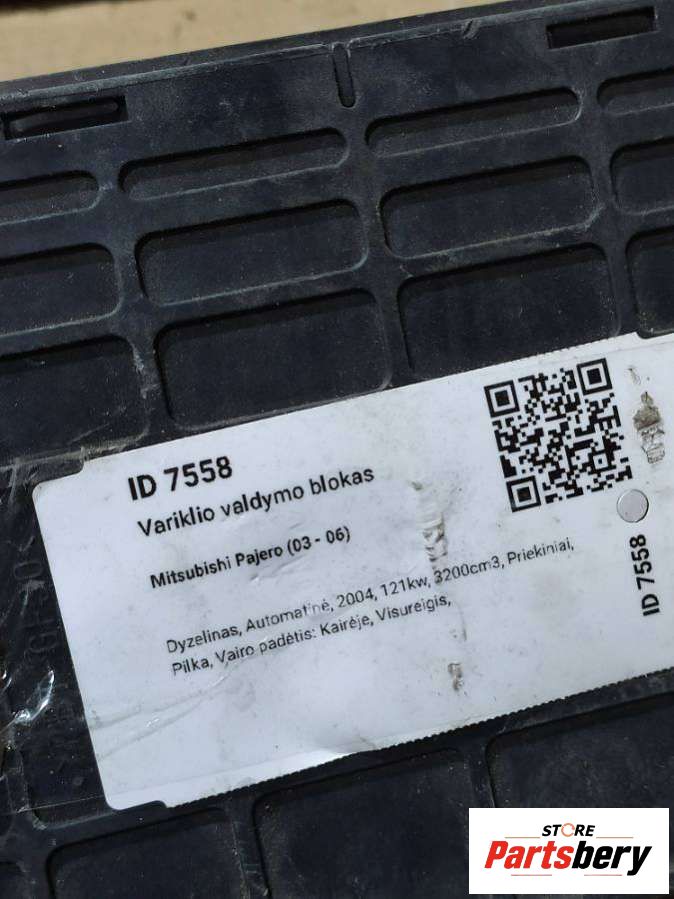 ID 7558
Variklio valdymo blokas
Mitsubishi Pajero (03 - 06)
Dyzelinas, Automatinė, 2004, 121kw, 3200cm3, Priekiniai,
Pilka, Vairo padėtis: Kairėje, Visureigis,
ID 7558
STORE
Partsbery